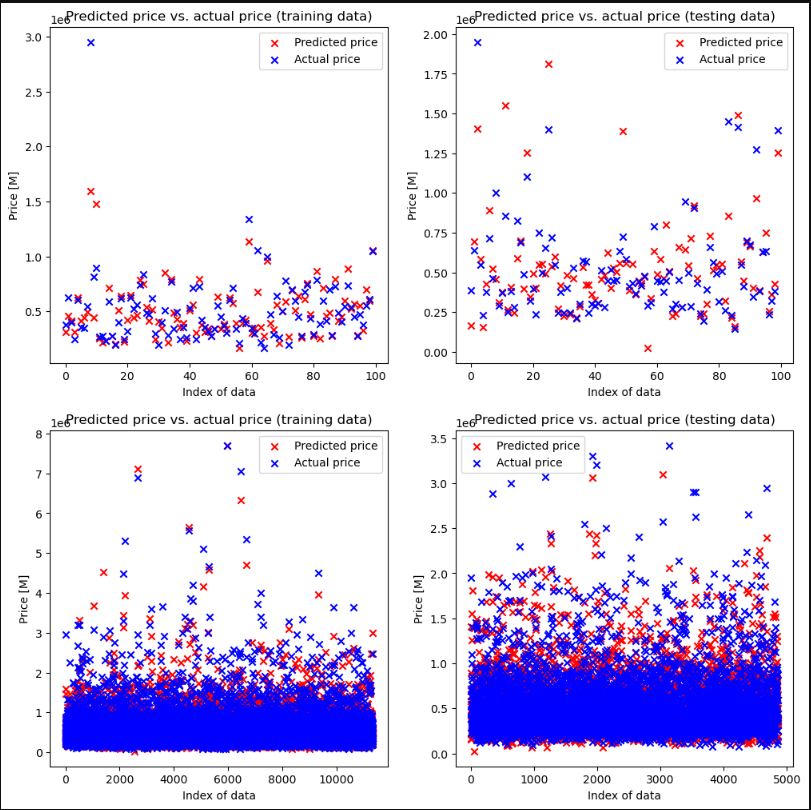 Predicted price vs. actual price (training data)
1e6
Predicted price
Actual price
3.0
2.5
2.0
1.5
1.0
0.5
Price [M]
0 20 40 60 80 100
Index of data
Predicted price vs. actual price (testing data)
1e6
Predicted price
Actual price
2.00
1.75
1.50
1.25
1.00
0.75
0.50
0.25
0.00
Price [M]
0 20 40 60 80 100
Index of data
Predicted price vs. actual price (training data)
1e6
Predicted price
Actual price
8
7
6
5
4
3
2
1
0
Price [M]
0 2000 4000 6000 8000 10000
Index of data
Predicted price vs. actual price (testing data)
1e6
Predicted price
Actual price
3.5
3.0
2.5
2.0
1.5
1.0
0.5
0.0
Price [M]
0 1000 2000 3000 4000 5000
Index of data